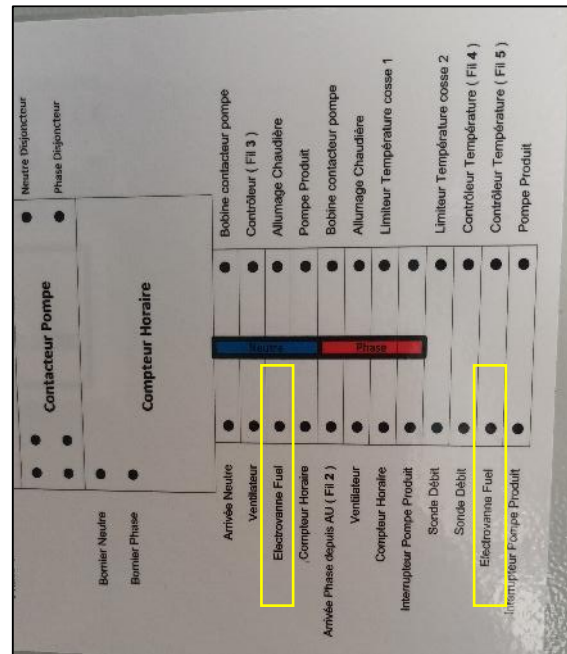 Neutre Disjoncteur
Phase Disjoncteur
Contacteur Pompe
Compteur Horaire
Bornier Neutre
Bornier Phase
Bobine contacteur pompe
Contrôleur ( Fil 3 )
Allumage Chaudière
Pompe Produit
Bobine contacteur pompe
Allumage Chaudière
Limiteur Température cosse 1
Limiteur Température cosse 2
Contrôleur Température ( Fil 4 )
Contrôleur Température ( Fil 5 )
Pompe Produit
Neutre
Phase
Arrivée Neutre
Ventilateur
Electrovanne Fuel
Compteur Horaire
Arrivée Phase depuis AU ( Fil 2 )
Ventilateur
Compteur Horaire
Interrupteur Pompe Produit
Sonde Débit
Sonde Débit
Electrovanne Fuel
Interrupteur Pompe Produit